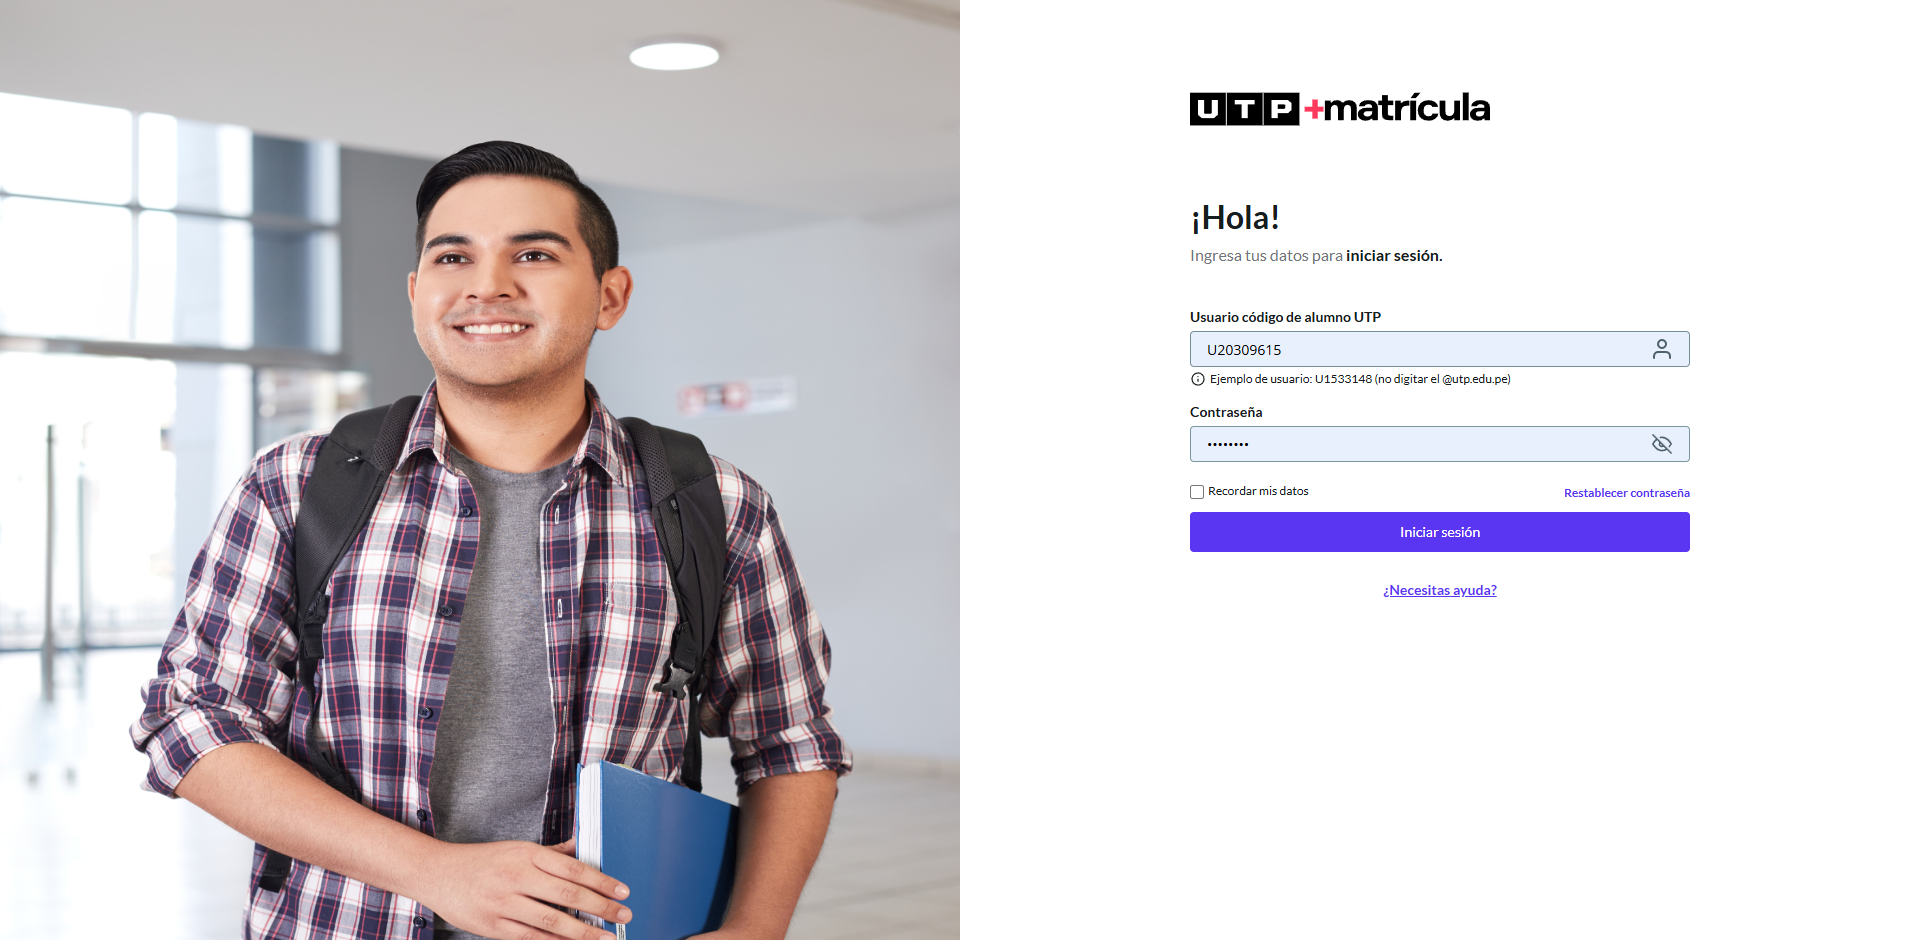 UTP+matrícula
¡Hola!
Ingresa tus datos para iniciar sesión.
Usuario código de alumno UTP
U20309615
Ejemplo de usuario: U1533148 (no digitar el @utp.edu.pe)
Contraseña
••••••••
Recordar mis datos
Restablecer contraseña
Iniciar sesión
¿Necesitas ayuda?